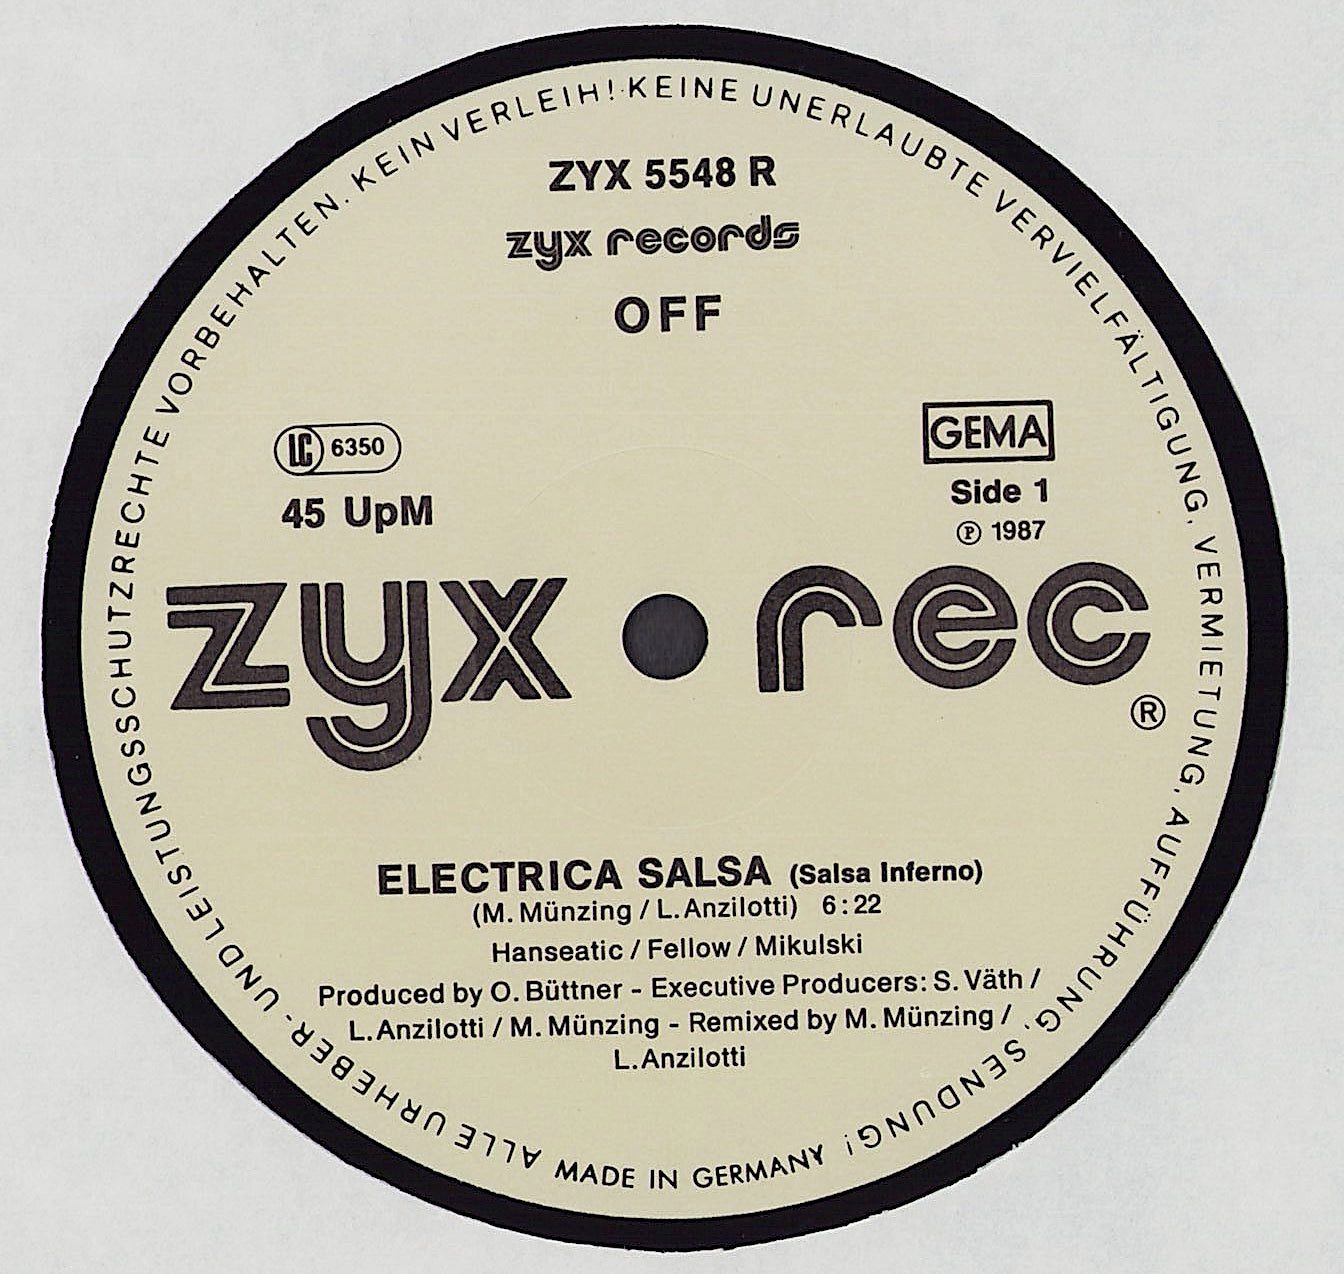 ALLE URHEBER- UND LEISTUNGSSCHUTZRECHTE VORBEHALTEN. KEIN VERLEIH! KEINE UNERLAUBTE VERVIELFÄLTIGUNG, VERMIETUNG, AUFFÜHRUNG, SENDUNG!
ZYX 5548 R
zyx records
OFF
LC 6350
GEMA
45 UpM
Side 1
℗ 1987
zyx rec
®
ELECTRICA SALSA (Salsa Inferno)
(M. Münzing / L. Anzilotti) 6:22
Hanseatic / Fellow / Mikulski
Produced by O. Büttner - Executive Producers: S. Väth /
L. Anzilotti / M. Münzing - Remixed by M. Münzing /
L. Anzilotti
MADE IN GERMANY